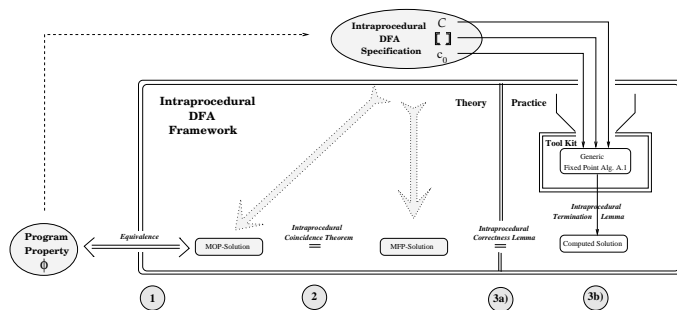 Intraprocedural
DFA
Specification
C
[ ]
c0
Intraprocedural
DFA
Framework
Theory
Practice
Tool Kit
Generic
Fixed Point Alg. A.1
Intraprocedural
Termination Lemma
Program
Property
ϕ
Equivalence
MOP-Solution
Intraprocedural
Coincidence Theorem
=
MFP-Solution
Intraprocedural
Correctness Lemma
=
Computed Solution
1
2
3a)
3b)